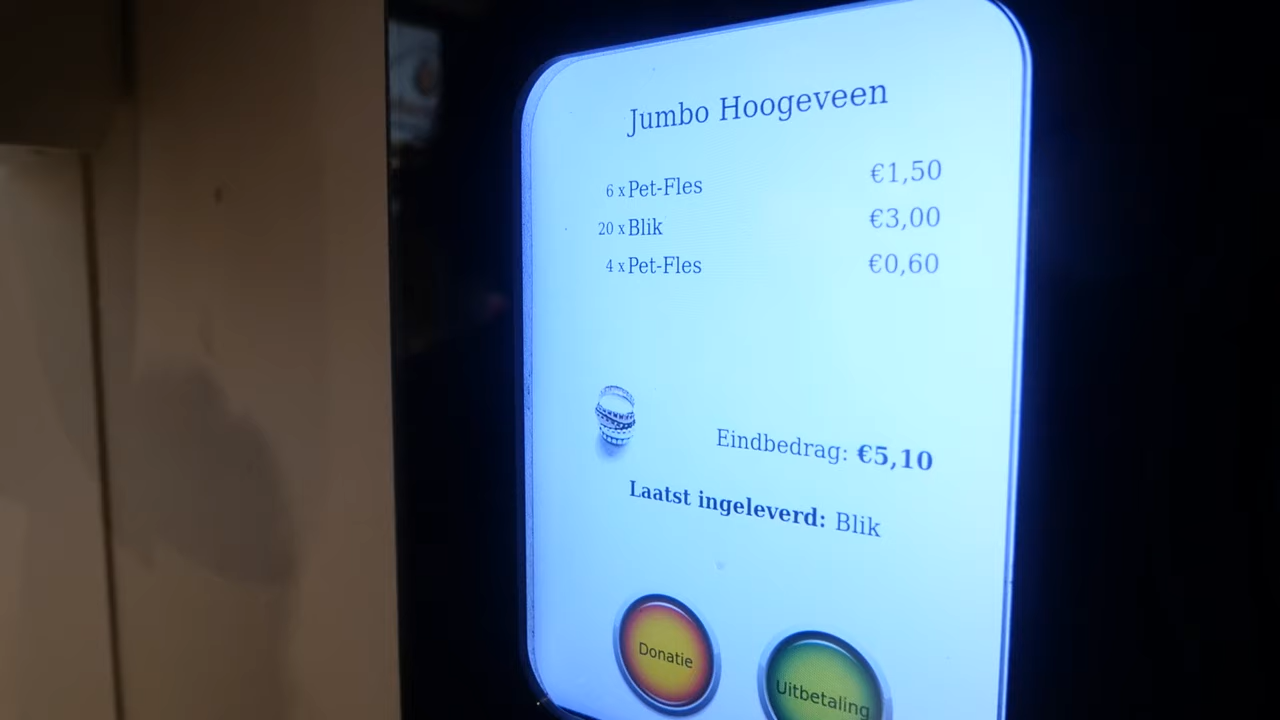 Jumbo Hoogeveen
6 x Pet-Fles €1,50
20 x Blik €3,00
4 x Pet-Fles €0,60
Eindbedrag: €5,10
Laatst ingeleverd: Blik
Donatie
Uitbetaling